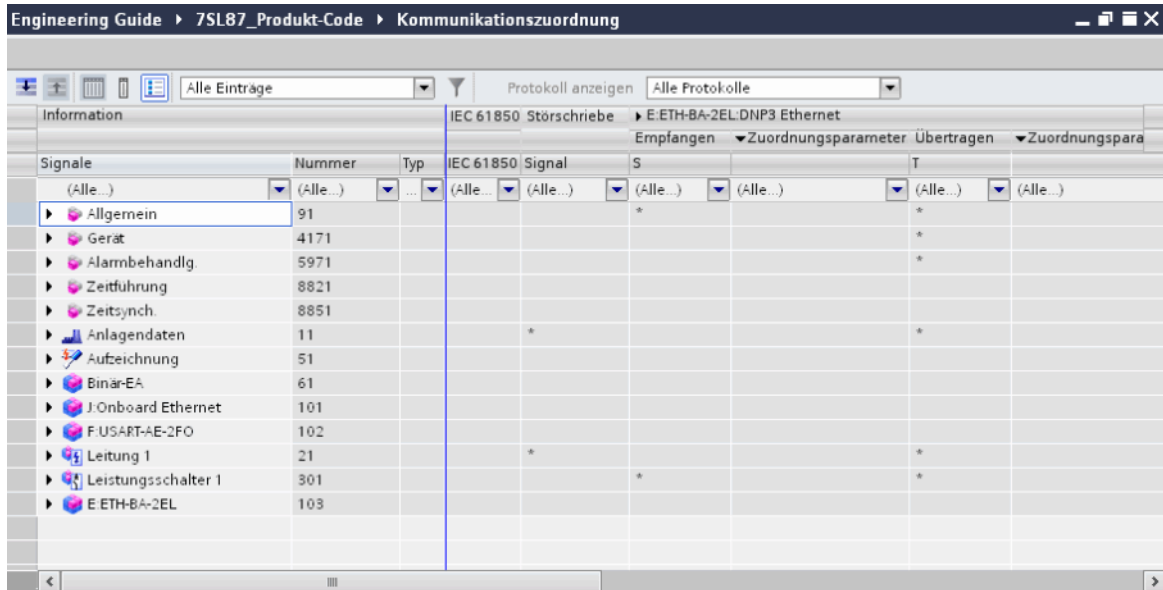 Engineering Guide ▸ 7SL87_Produkt-Code ▸ Kommunikationszuordnung
Alle Einträge Protokoll anzeigen Alle Protokolle
Information IEC 61850 Störschriebe ▸ E:ETH-BA-2EL:DNP3 Ethernet
Empfangen ▾Zuordnungsparameter Übertragen ▾Zuordnungspara
Signale Nummer Typ IEC 61850 Signal S T
(Alle...) (Alle...) ... (Alle... (Alle...) (Alle...) (Alle...) (Alle...) (Alle...)
Allgemein 91 * *
Gerät 4171 *
Alarmbehandlg. 5971 *
Zeitführung 8821
Zeitsynch. 8851
Anlagendaten 11 * *
Aufzeichnung 51
Binär-EA 61
J:Onboard Ethernet 101
F:USART-AE-2FO 102
Leitung 1 21 * *
Leistungsschalter 1 301 * *
E:ETH-BA-2EL 103